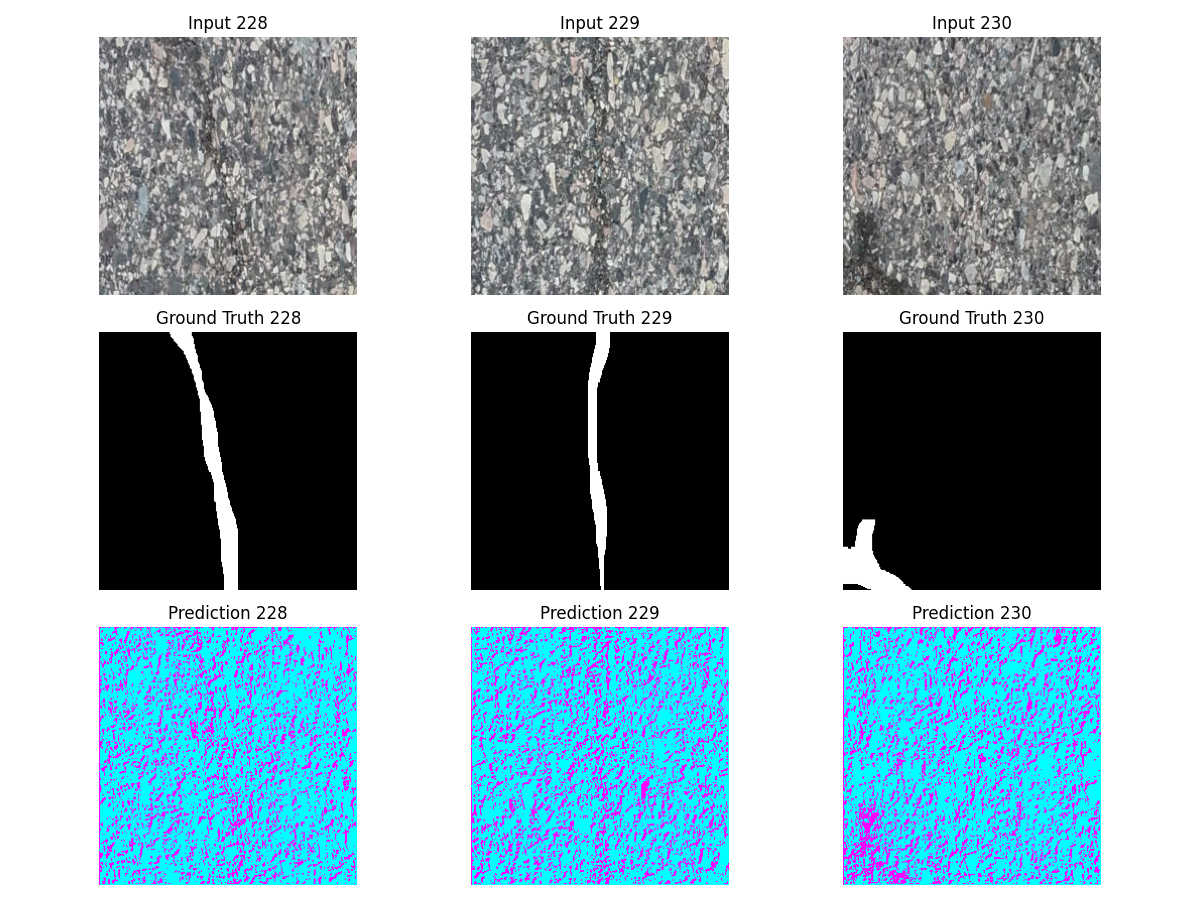 Input 228
Input 229
Input 230
Ground Truth 228
Ground Truth 229
Ground Truth 230
Prediction 228
Prediction 229
Prediction 230